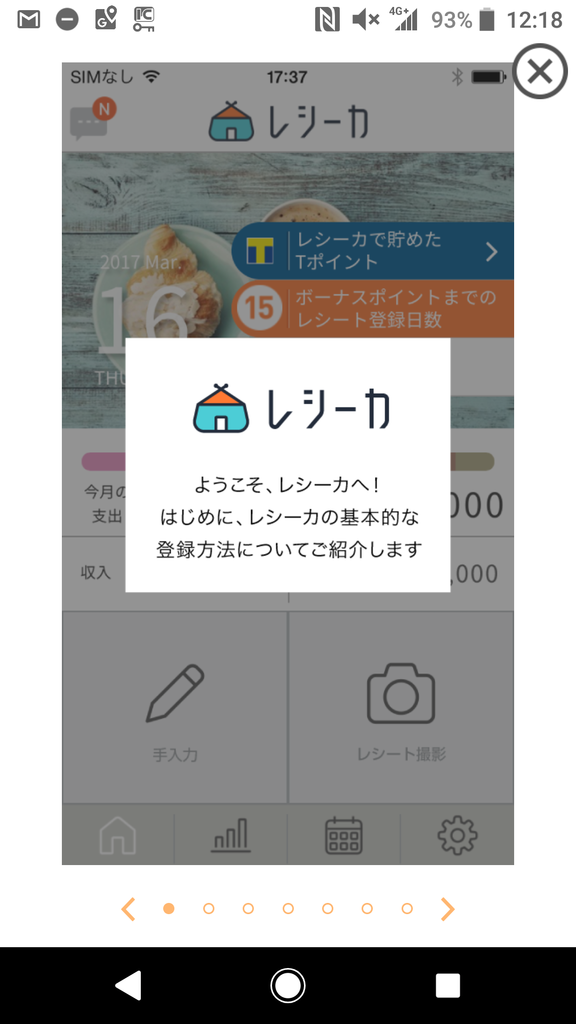 4G+ 93% 12:18
SIMなし 17:37
N
レシーカ
レシーカで貯めた
Tポイント
2017 Mar.
16
15
ボーナスポイントまでの
レシート登録日数
レシーカ
ようこそ、レシーカへ！
はじめに、レシーカの基本的な
登録方法についてご紹介します
今月の
支出
000
収入
,000
手入力
レシート撮影